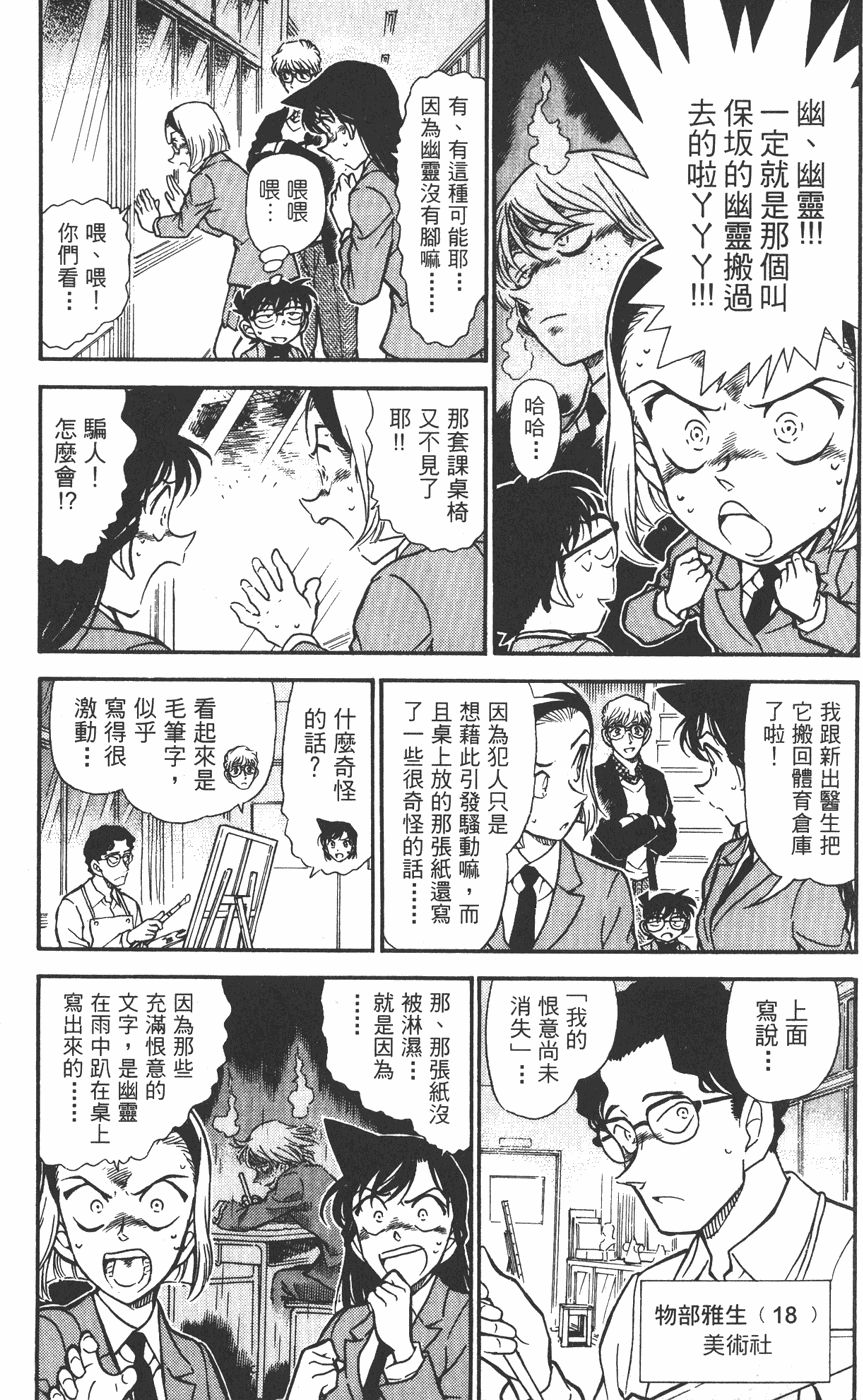 幽、幽靈!!!
一定就是那個叫
保坂的幽靈搬過
去的啦ㄚㄚㄚ!!!
哈哈…
有、有這種可能耶…
因為幽靈沒有腳嘛……
喂喂
喂…
喂、喂！
你們看…
那套課桌椅
又不見了
耶!!
騙人！
怎麼會!?
我跟新出醫生把
它搬回體育倉庫
了啦！
因為犯人只是
想藉此引發騷動嘛，而
且桌上放的那張紙還寫
了一些很奇怪的話……
什麼奇怪
的話？
看起來是
毛筆字，
似乎
寫得很
激動…
上面
寫說…
「我的
恨意尚未
消失」…
物部雅生（18）
美術社
那、那張紙沒
被淋濕…
就是因為
……
因為那些
充滿恨意的
文字，是幽靈
在雨中趴在桌上
寫出來的……